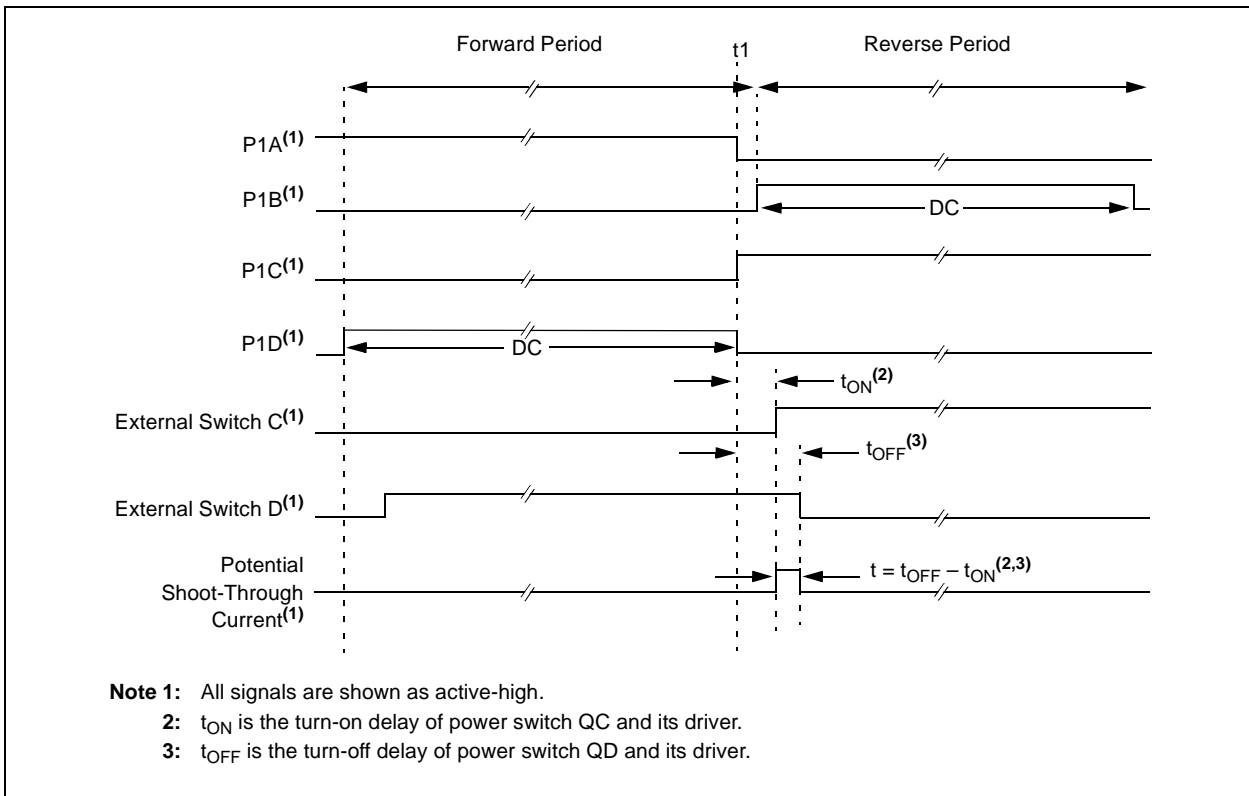 Forward Period
t1
Reverse Period
P1A(1)
P1B(1)
DC
P1C(1)
P1D(1)
DC
tON(2)
External Switch C(1)
tOFF(3)
External Switch D(1)
Potential
Shoot-Through
Current(1)
t = tOFF – tON(2,3)
Note 1: All signals are shown as active-high.
2: tON is the turn-on delay of power switch QC and its driver.
3: tOFF is the turn-off delay of power switch QD and its driver.